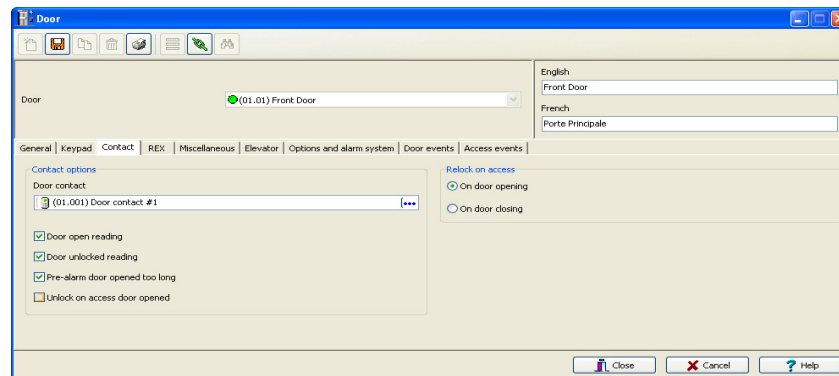 Door
Door
(01.01) Front Door
English
Front Door
French
Porte Principale
General Keypad Contact REX Miscellaneous Elevator Options and alarm system Door events Access events
Contact options
Door contact
(01.001) Door contact #1
Door open reading
Door unlocked reading
Pre-alarm door opened too long
Unlock on access door opened
Relock on access
On door opening
On door closing
Close Cancel Help